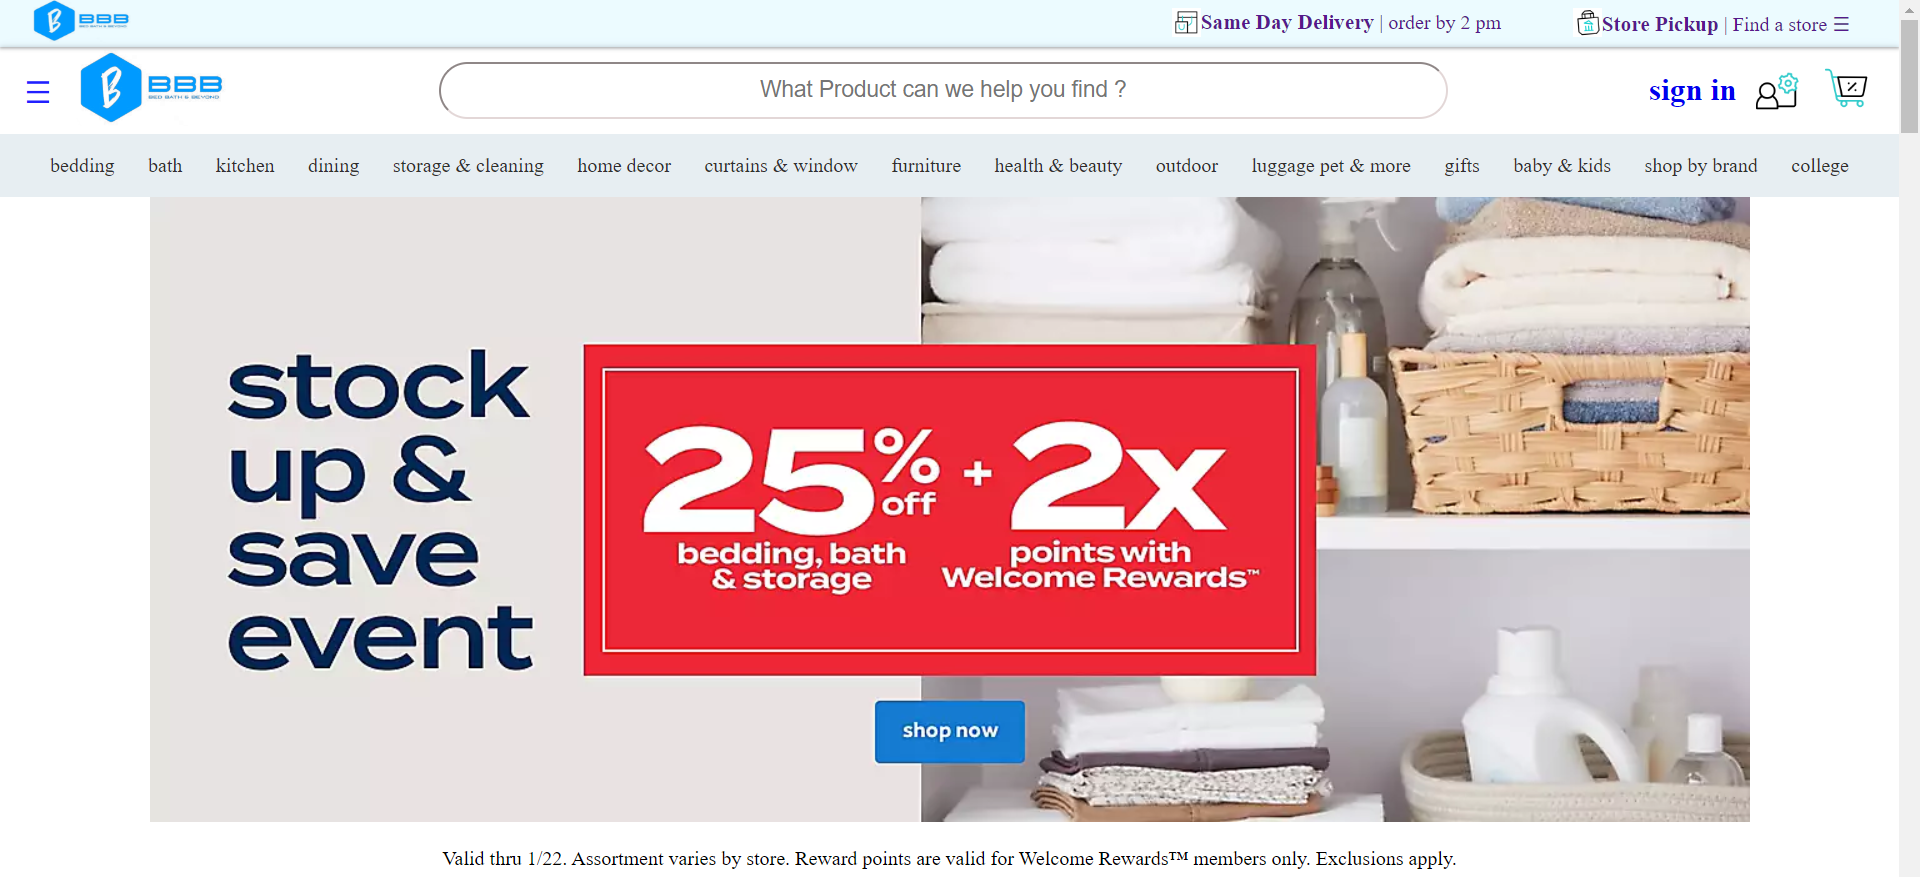 BBB
BED BATH & BEYOND
Same Day Delivery | order by 2 pm
Store Pickup | Find a store ☰
BBB
BED BATH & BEYOND
What Product can we help you find ?
sign in
bedding bath kitchen dining storage & cleaning home decor curtains & window furniture health & beauty outdoor luggage pet & more gifts baby & kids shop by brand college
stock
up &
save
event
25% off
bedding, bath
& storage
+
2x
points with
Welcome Rewards™
shop now
Valid thru 1/22. Assortment varies by store. Reward points are valid for Welcome Rewards™ members only. Exclusions apply.